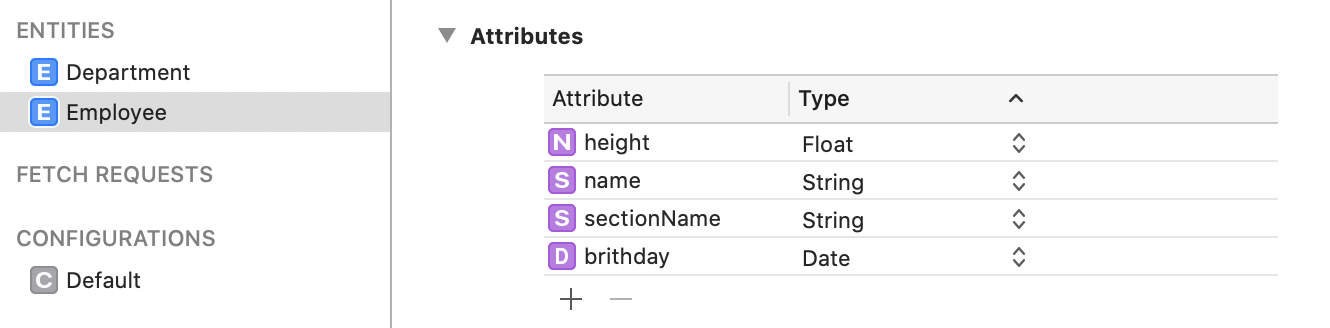 ENTITIES
E Department
E Employee
FETCH REQUESTS
CONFIGURATIONS
C Default
Attributes
Attribute Type
N height Float
S name String
S sectionName String
D brithday Date